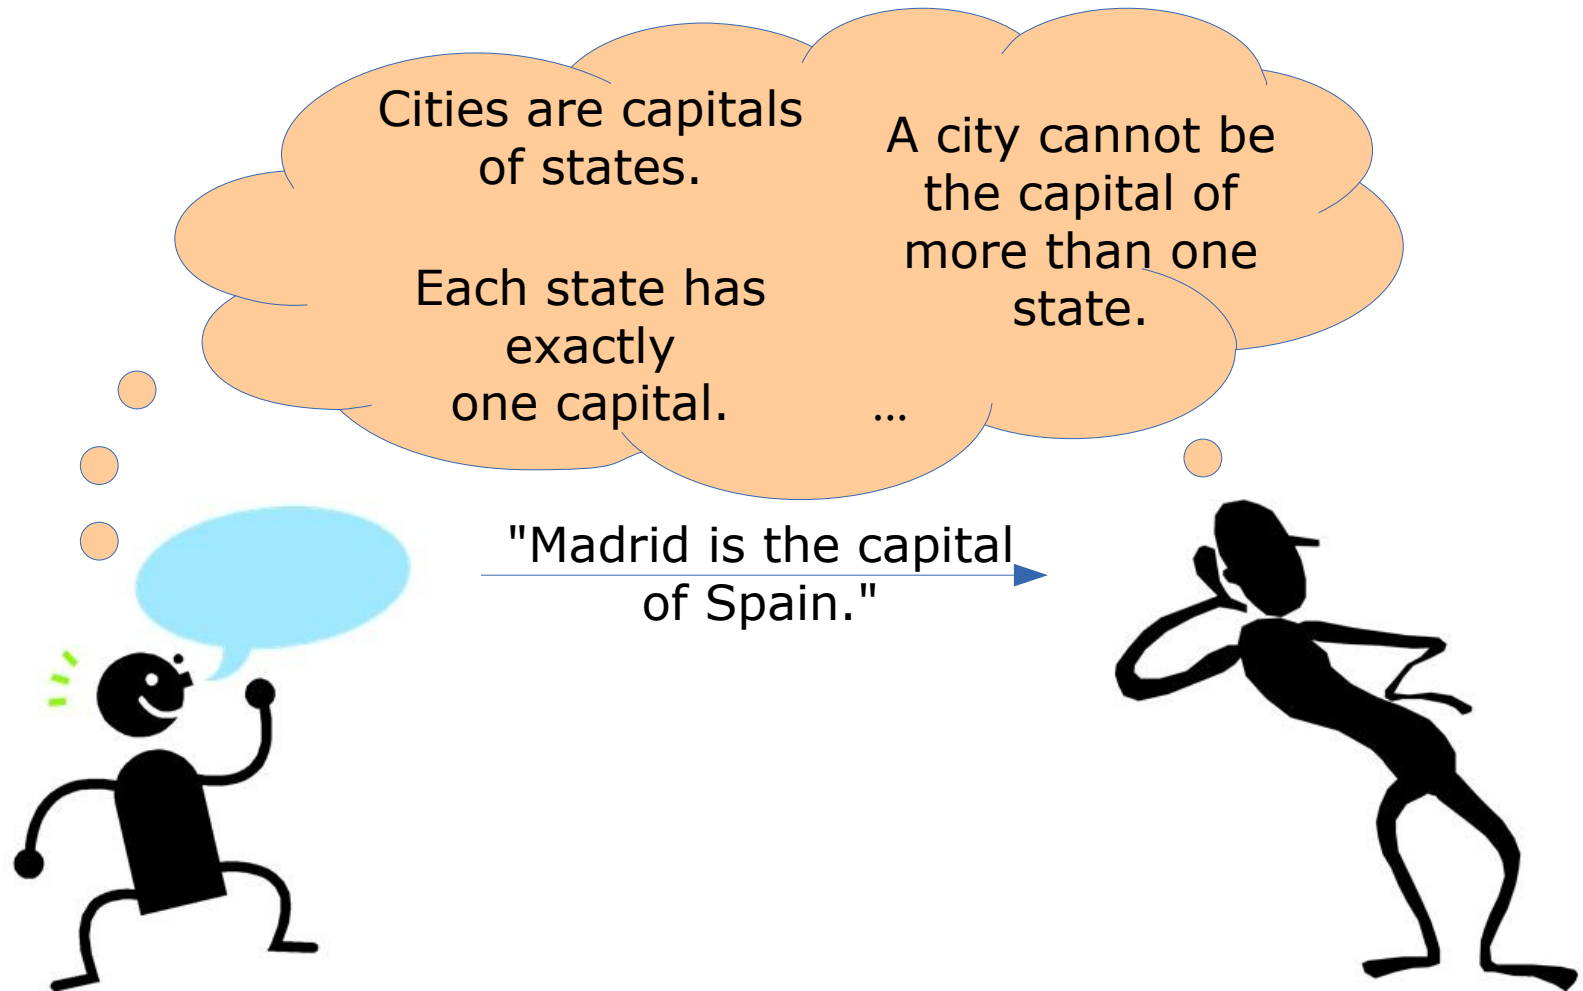 Cities are capitals
of states.
A city cannot be
the capital of
more than one
state.
Each state has
exactly
one capital.
...
"Madrid is the capital
of Spain."